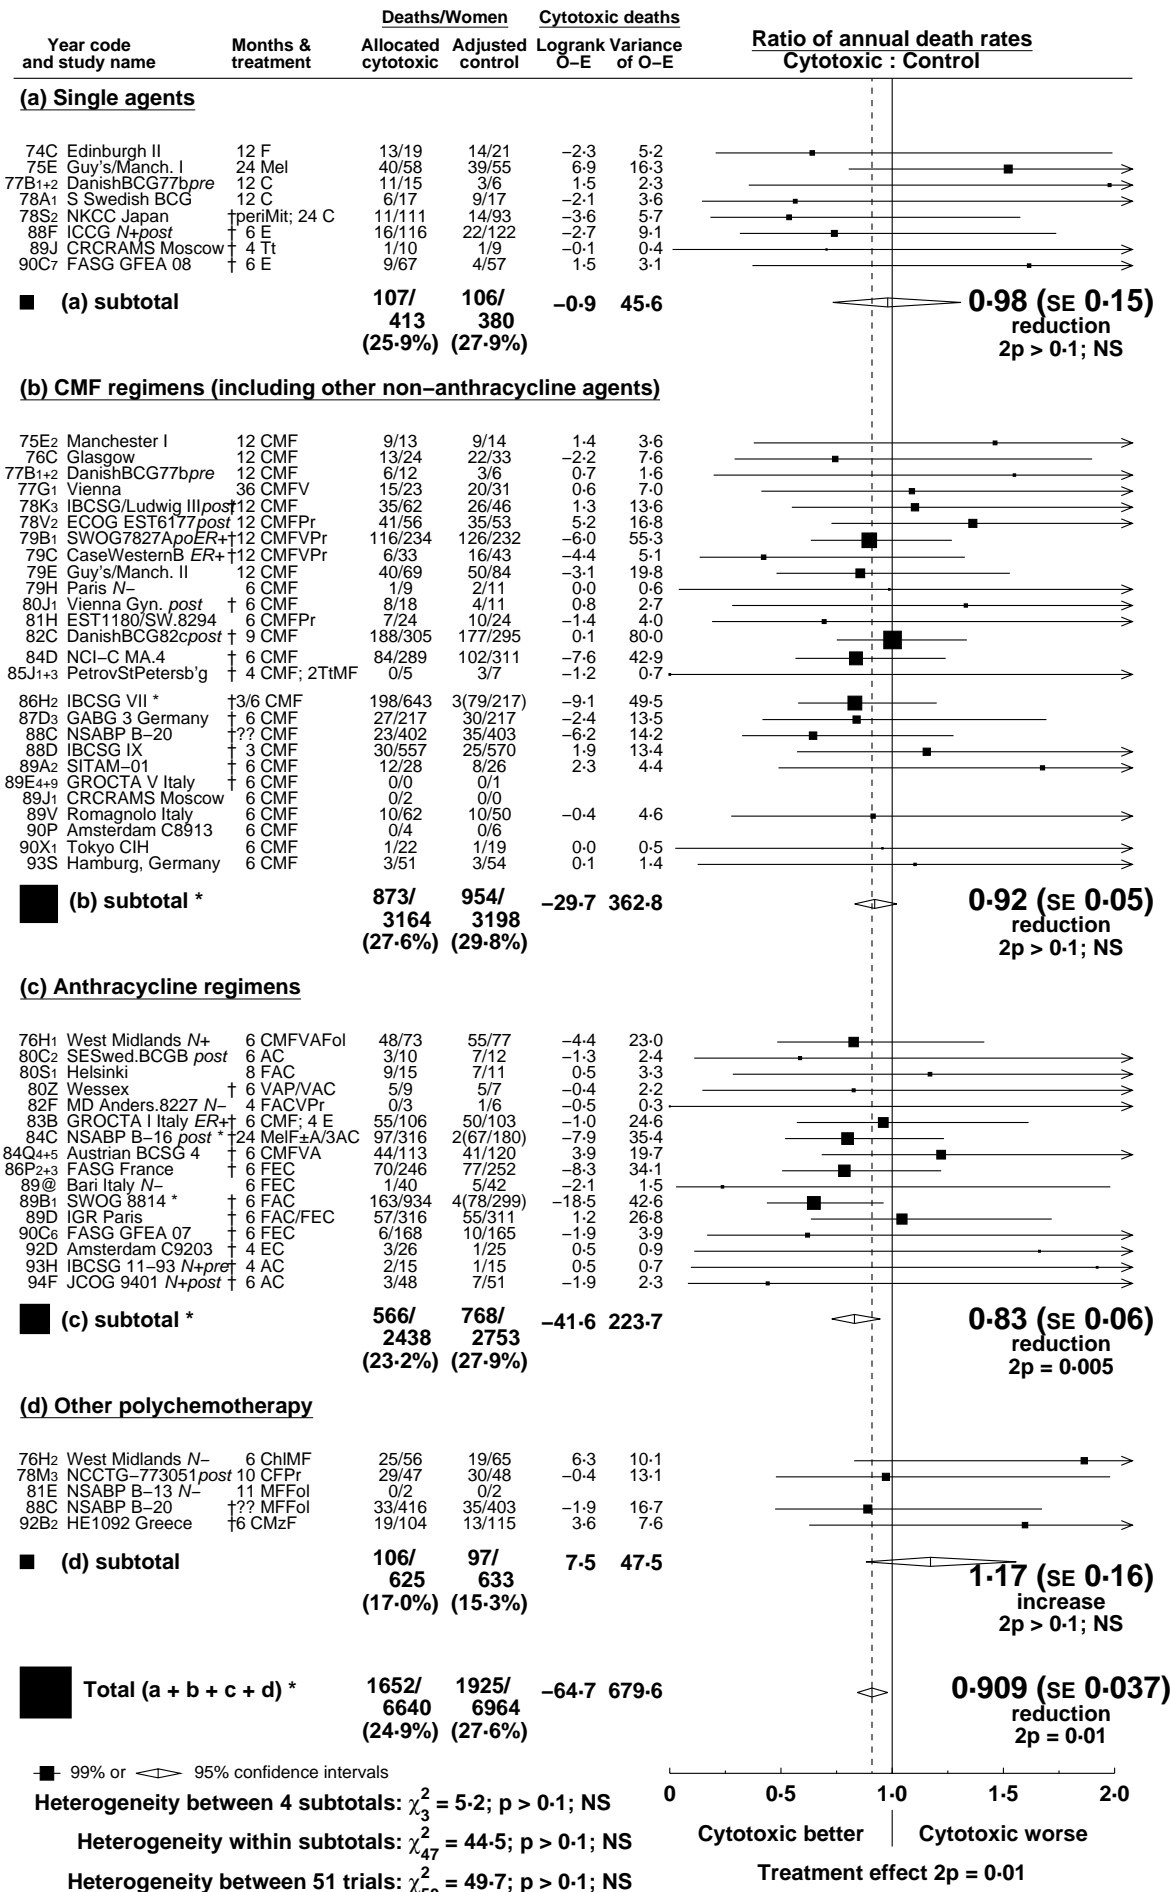 Deaths/Women Cytotoxic deaths
Year code and study name Months & treatment Allocated cytotoxic Adjusted control Logrank O–E Variance of O–E Ratio of annual death rates Cytotoxic : Control
(a) Single agents
74C Edinburgh II 12 F 13/19 14/21 –2·3 5·2
75E Guy's/Manch. I 24 Mel 40/58 39/55 6·9 16·3
77B1+2 DanishBCG77bpre 12 C 11/15 3/6 1·5 2·3
78A1 S Swedish BCG 12 C 6/17 9/17 –2·1 3·6
78S2 NKCC Japan †periMit; 24 C 11/111 14/93 –3·6 5·7
88F ICCG N+post † 6 E 16/116 22/122 –2·7 9·1
89J CRCRAMS Moscow † 4 Tt 1/10 1/9 –0·1 0·4
90C7 FASG GFEA 08 † 6 E 9/67 4/57 1·5 3·1
(a) subtotal 107/413 (25·9%) 106/380 (27·9%) –0·9 45·6 0·98 (SE 0·15)
reduction
2p > 0·1; NS
(b) CMF regimens (including other non–anthracycline agents)
75E2 Manchester I 12 CMF 9/13 9/14 1·4 3·6
76C Glasgow 12 CMF 13/24 22/33 –2·2 7·6
77B1+2 DanishBCG77bpre 12 CMF 6/12 3/6 0·7 1·6
77G1 Vienna 36 CMFV 15/23 20/31 0·6 7·0
78K3 IBCSG/Ludwig IIIpost †12 CMF 35/62 26/46 1·3 13·6
78V2 ECOG EST6177post 12 CMFPr 41/56 35/53 5·2 16·8
79B1 SWOG7827ApoER+ †12 CMFVPr 116/234 126/232 –6·0 55·3
79C CaseWesternB ER+ †12 CMFVPr 6/33 16/43 –4·4 5·1
79E Guy's/Manch. II 12 CMF 40/69 50/84 –3·1 19·8
79H Paris N– 6 CMF 1/9 2/11 0·0 0·6
80J1 Vienna Gyn. post † 6 CMF 8/18 4/11 0·8 2·7
81H EST1180/SW.8294 6 CMFPr 7/24 10/24 –1·4 4·0
82C DanishBCG82cpost † 9 CMF 188/305 177/295 0·1 80·0
84D NCI–C MA.4 † 6 CMF 84/289 102/311 –7·6 42·9
85J1+3 PetrovStPetersb'g † 4 CMF; 2TtMF 0/5 3/7 –1·2 0·7
86H2 IBCSG VII * †3/6 CMF 198/643 3(79/217) –9·1 49·5
87D3 GABG 3 Germany † 6 CMF 27/217 30/217 –2·4 13·5
88C NSABP B–20 †?? CMF 23/402 35/403 –6·2 14·2
88D IBCSG IX † 3 CMF 30/557 25/570 1·9 13·4
89A2 SITAM–01 † 6 CMF 12/28 8/26 2·3 4·4
89E4+9 GROCTA V Italy † 6 CMF 0/0 0/1
89J1 CRCRAMS Moscow 6 CMF 0/2 0/0
89V Romagnolo Italy 6 CMF 10/62 10/50 –0·4 4·6
90P Amsterdam C8913 6 CMF 0/4 0/6
90X1 Tokyo CIH 6 CMF 1/22 1/19 0·0 0·5
93S Hamburg, Germany 6 CMF 3/51 3/54 0·1 1·4
(b) subtotal * 873/3164 (27·6%) 954/3198 (29·8%) –29·7 362·8 0·92 (SE 0·05)
reduction
2p > 0·1; NS
(c) Anthracycline regimens
76H1 West Midlands N+ 6 CMFVAFol 48/73 55/77 –4·4 23·0
80C2 SESwed.BCGB post 6 AC 3/10 7/12 –1·3 2·4
80S1 Helsinki 8 FAC 9/15 7/11 0·5 3·3
80Z Wessex † 6 VAP/VAC 5/9 5/7 –0·4 2·2
82F MD Anders.8227 N– 4 FACVPr 0/3 1/6 –0·5 0·3
83B GROCTA I Italy ER+ † 6 CMF; 4 E 55/106 50/103 –1·0 24·6
84C NSABP B–16 post * †24 MelF±A/3AC 97/316 2(67/180) –7·9 35·4
84Q4+5 Austrian BCSG 4 † 6 CMFVA 44/113 41/120 3·9 19·7
86P2+3 FASG France † 6 FEC 70/246 77/252 –8·3 34·1
89@ Bari Italy N– 6 FEC 1/40 5/42 –2·1 1·5
89B1 SWOG 8814 * † 6 FAC 163/934 4(78/299) –18·5 42·6
89D IGR Paris † 6 FAC/FEC 57/316 55/311 1·2 26·8
90C6 FASG GFEA 07 † 6 FEC 6/168 10/165 –1·9 3·9
92D Amsterdam C9203 † 4 EC 3/26 1/25 0·5 0·9
93H IBCSG 11–93 N+pre † 4 AC 2/15 1/15 0·5 0·7
94F JCOG 9401 N+post † 6 AC 3/48 7/51 –1·9 2·3
(c) subtotal * 566/2438 (23·2%) 768/2753 (27·9%) –41·6 223·7 0·83 (SE 0·06)
reduction
2p = 0·005
(d) Other polychemotherapy
76H2 West Midlands N– 6 ChlMF 25/56 19/65 6·3 10·1
78M3 NCCTG–773051post 10 CFPr 29/47 30/48 –0·4 13·1
81E NSABP B–13 N– 11 MFFol 0/2 0/2
88C NSABP B–20 †?? MFFol 33/416 35/403 –1·9 16·7
92B2 HE1092 Greece †6 CMzF 19/104 13/115 3·6 7·6
(d) subtotal 106/625 (17·0%) 97/633 (15·3%) 7·5 47·5 1·17 (SE 0·16)
increase
2p > 0·1; NS
Total (a + b + c + d) * 1652/6640 (24·9%) 1925/6964 (27·6%) –64·7 679·6 0·909 (SE 0·037)
reduction
2p = 0·01
99% or 95% confidence intervals
0 0·5 1·0 1·5 2·0
Heterogeneity between 4 subtotals: χ²₃ = 5·2; p > 0·1; NS
Cytotoxic better Cytotoxic worse
Heterogeneity within subtotals: χ²₄₇ = 44·5; p > 0·1; NS
Treatment effect 2p = 0·01
Heterogeneity between 51 trials: χ²₅₀ = 49·7; p > 0·1; NS